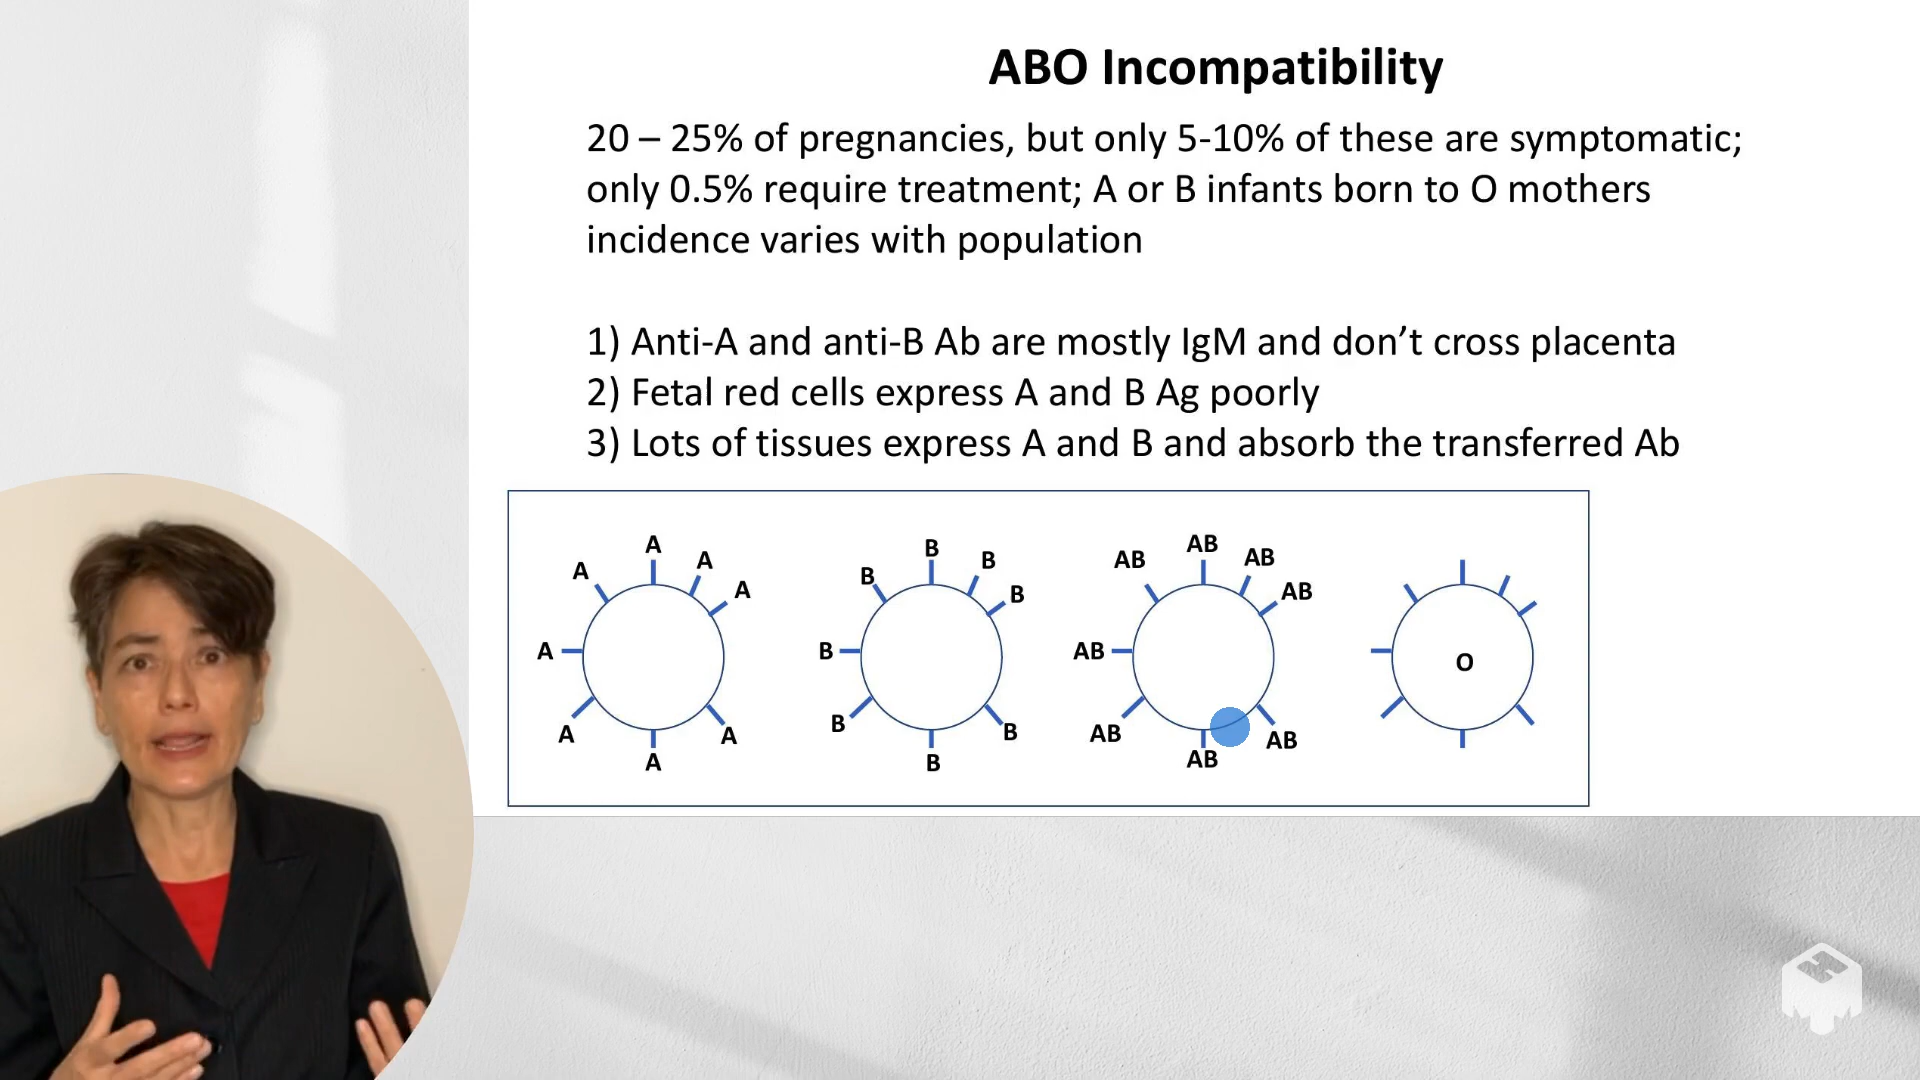 ABO Incompatibility
20 – 25% of pregnancies, but only 5-10% of these are symptomatic;
only 0.5% require treatment; A or B infants born to O mothers
incidence varies with population
1) Anti-A and anti-B Ab are mostly IgM and don’t cross placenta
2) Fetal red cells express A and B Ag poorly
3) Lots of tissues express A and B and absorb the transferred Ab
A A A A A A A A
B B B B B B B B
AB AB AB AB AB AB AB AB
O